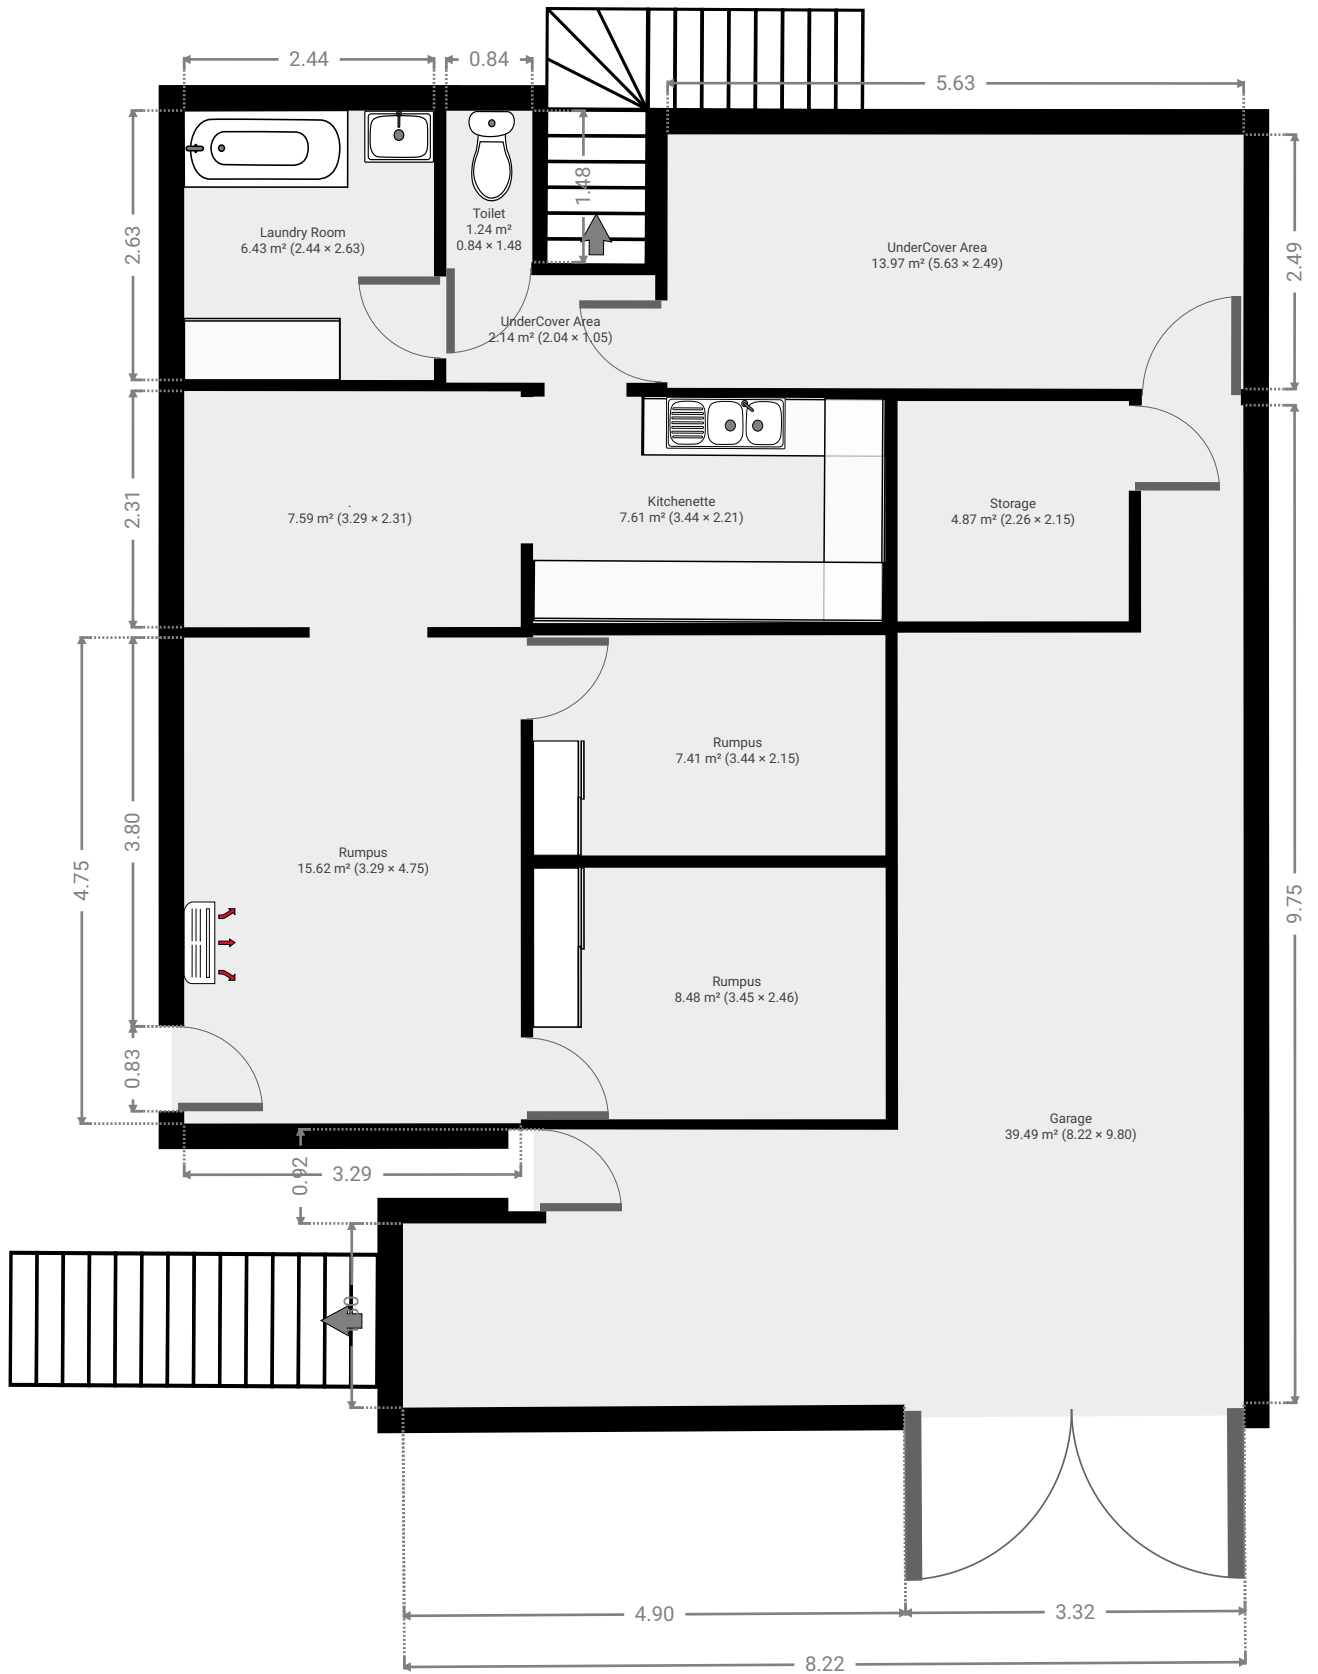 2.44
0.84
5.63
2.63
1.48
2.49
Toilet
1.24 m²
0.84 × 1.48
Laundry Room
6.43 m² (2.44 × 2.63)
UnderCover Area
13.97 m² (5.63 × 2.49)
UnderCover Area
2.14 m² (2.04 × 1.05)
2.31
.
7.59 m² (3.29 × 2.31)
Kitchenette
7.61 m² (3.44 × 2.21)
Storage
4.87 m² (2.26 × 2.15)
Rumpus
7.41 m² (3.44 × 2.15)
3.80
4.75
Rumpus
15.62 m² (3.29 × 4.75)
9.75
Rumpus
8.48 m² (3.45 × 2.46)
0.83
Garage
39.49 m² (8.22 × 9.80)
0.92
3.29
4.90
3.32
8.22